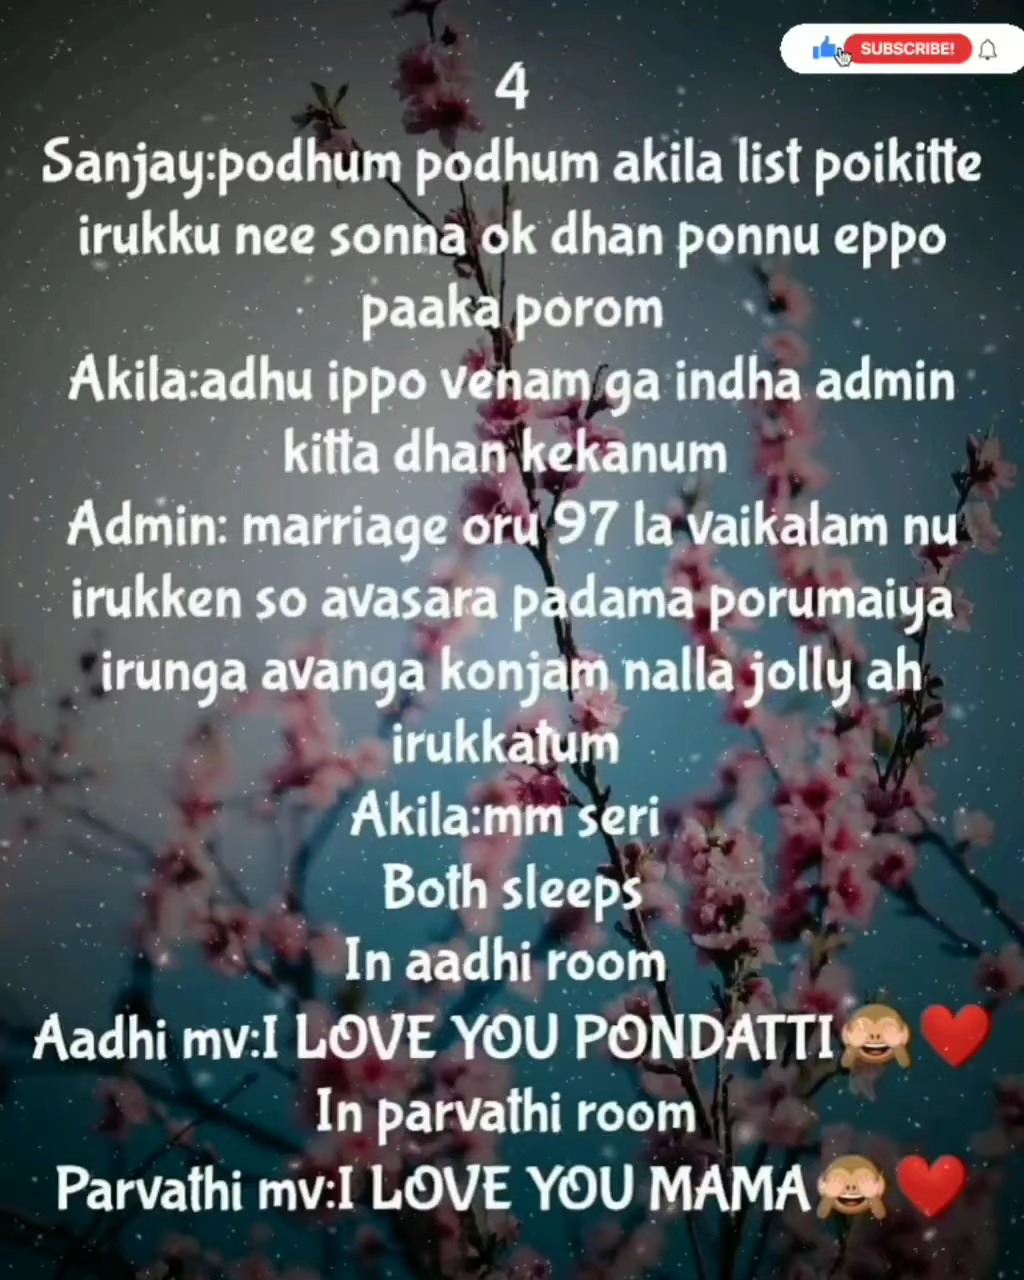 SUBSCRIBE!
4
Sanjay:podhum podhum akila list poikitte
irukku nee sonna ok dhan ponnu eppo
paaka porom
Akila:adhu ippo venam ga indha admin
kitta dhan kekanum
Admin: marriage oru 97 la vaikalam nu
irukken so avasara padama porumaiya
irunga avanga konjam nalla jolly ah
irukkatum
Akila:mm seri
Both sleeps
In aadhi room
Aadhi mv:I LOVE YOU PONDATTI🙈❤️
In parvathi room
Parvathi mv:I LOVE YOU MAMA🙈❤️